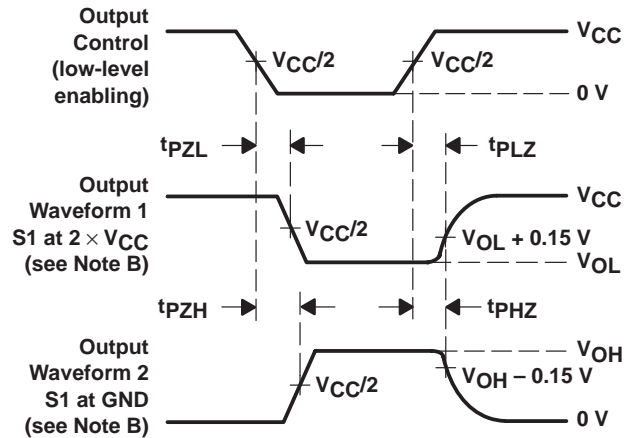 Output
Control
(low-level
enabling)
VCC
VCC/2
VCC/2
0 V
tPZL
tPLZ
Output
Waveform 1
S1 at 2 × VCC
(see Note B)
VCC
VCC/2
VOL + 0.15 V
VOL
tPZH
tPHZ
Output
Waveform 2
S1 at GND
(see Note B)
VOH
VCC/2
VOH – 0.15 V
0 V